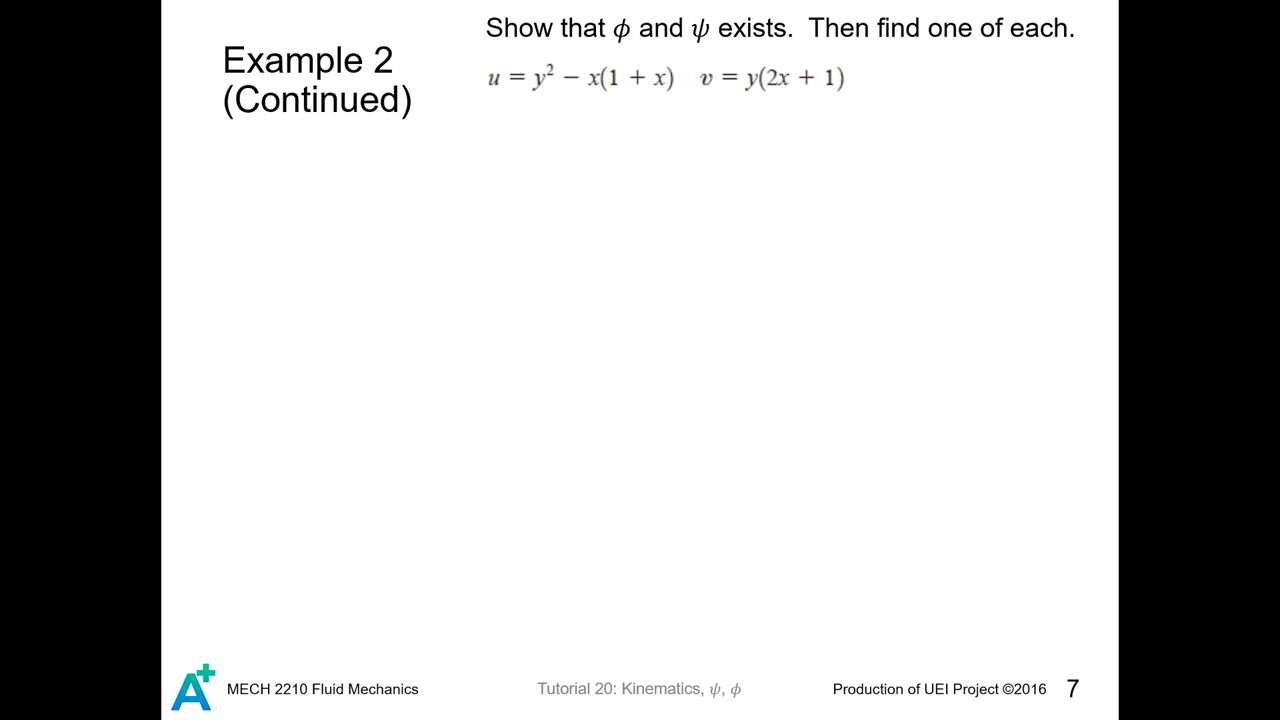 Example 2
(Continued)
Show that ϕ and ψ exists. Then find one of each.
u = y² − x(1 + x) v = y(2x + 1)
A+ MECH 2210 Fluid Mechanics
Tutorial 20: Kinematics, ψ, ϕ
Production of UEI Project ©2016 7